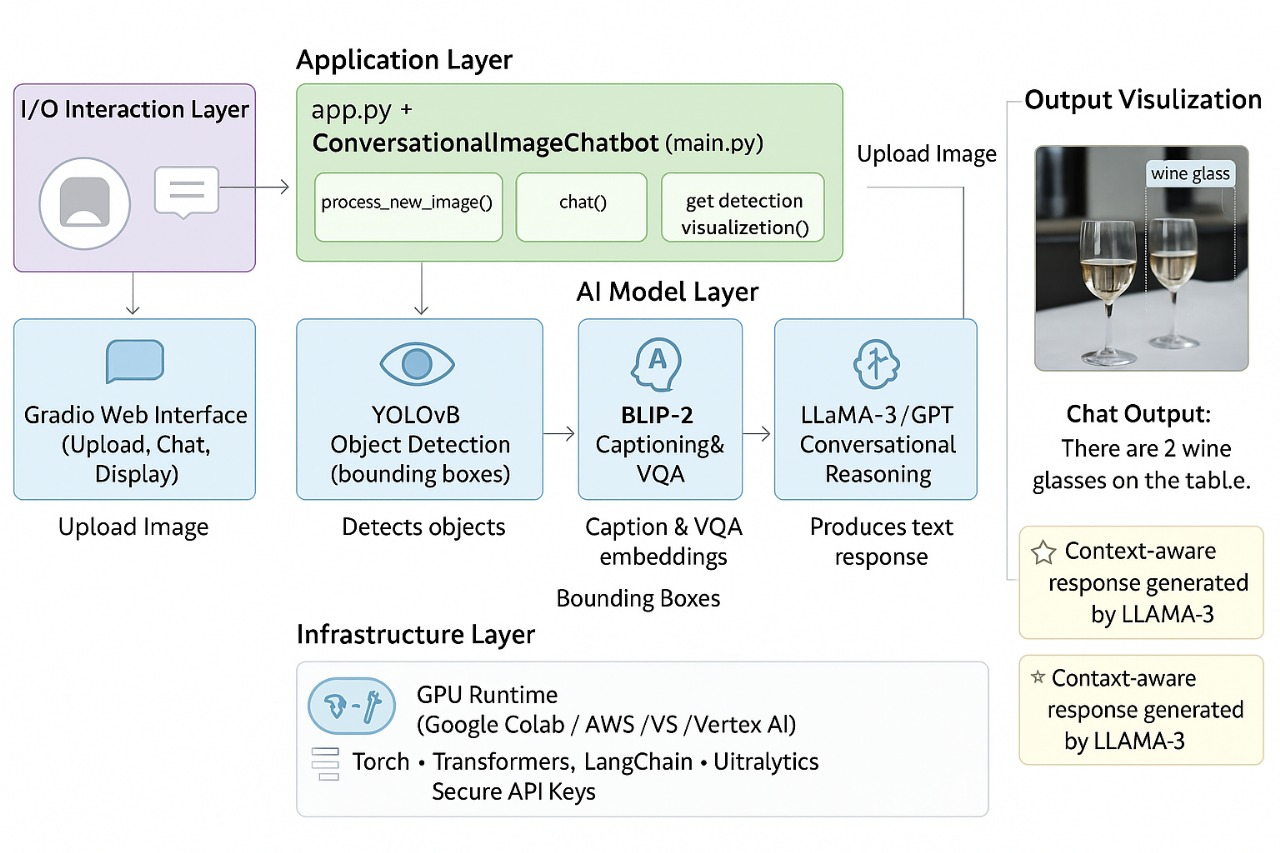 Application Layer
I/O Interaction Layer
app.py +
ConversationalImageChatbot (main.py)
process_new_image()
chat()
get detection
visualizetion()
Upload Image
Output Visulization
wine glass
AI Model Layer
Gradio Web Interface
(Upload, Chat,
Display)
Upload Image
YOLOvB
Object Detection
(bounding boxes)
Detects objects
A
BLIP-2
Captioning&
VQA
Caption & VQA
embeddings
LLaMA-3/GPT
Conversational
Reasoning
Produces text
response
Bounding Boxes
Chat Output:
There are 2 wine
glasses on the tabl.e.
Context-aware
response generated
by LLAMA-3
Contaxt-aware
response generated
by LLAMA-3
Infrastructure Layer
GPU Runtime
(Google Colab / AWS /VS /Vertex AI)
Torch • Transformers, LangChain • Uitralytics
Secure API Keys